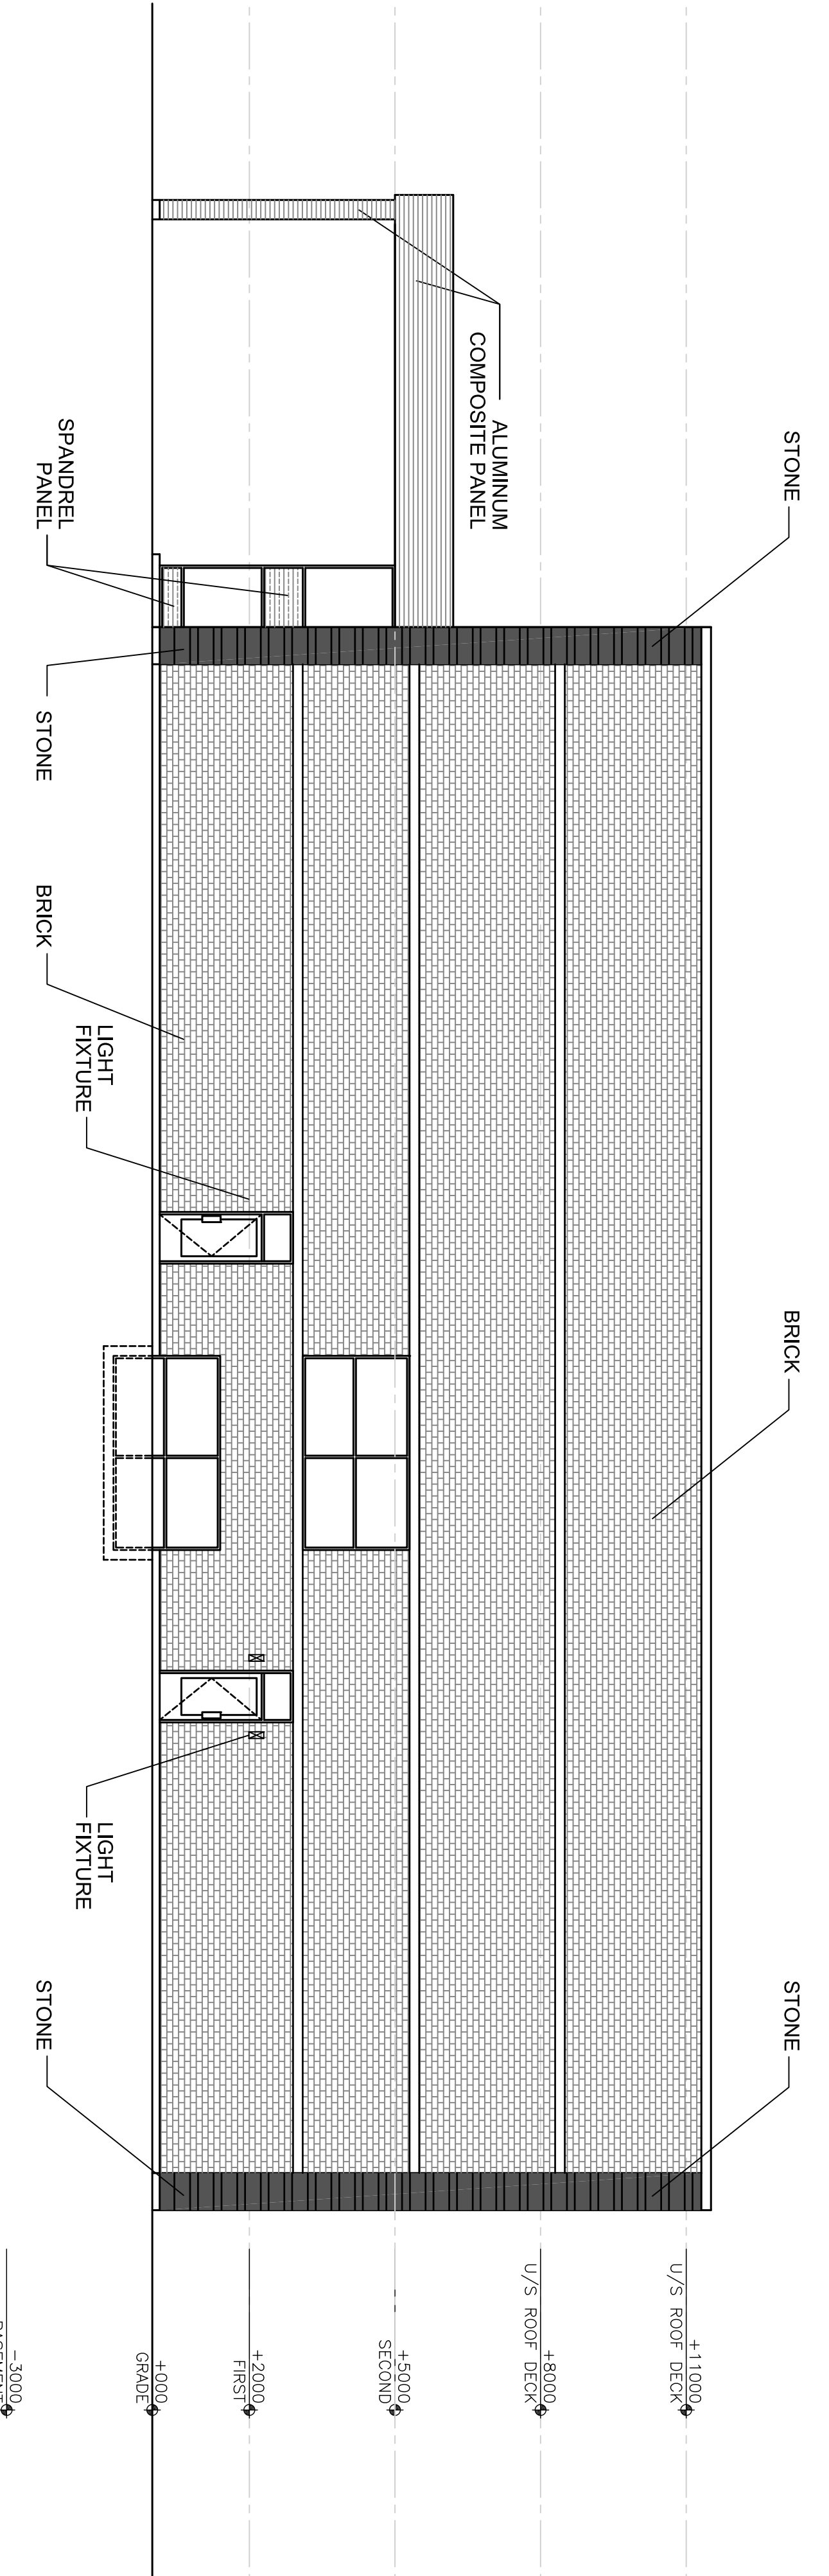 STONE
BRICK
STONE
ALUMINUM
COMPOSITE PANEL
SPANDREL
PANEL
STONE
BRICK
LIGHT
FIXTURE
LIGHT
FIXTURE
STONE
+11000
U/S ROOF DECK
+8000
U/S ROOF DECK
+5000
SECOND
+2000
FIRST
+000
GRADE
-3000